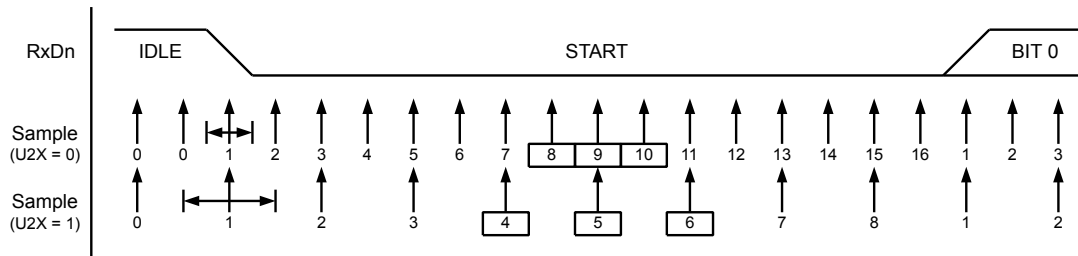 RxDn IDLE START BIT 0
Sample
(U2X = 0)
0 0 1 2 3 4 5 6 7 8 9 10 11 12 13 14 15 16 1 2 3
Sample
(U2X = 1)
0 1 2 3 4 5 6 7 8 1 2